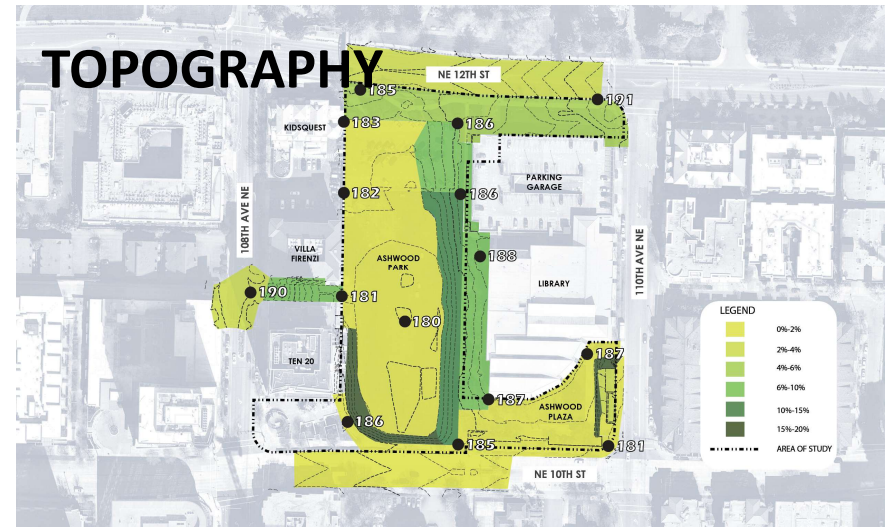 TOPOGRAPHY
NE 12TH ST
185
191
183
186
KIDSQUEST
182
186
PARKING
GARAGE
108TH AVE NE
VILLA
FIRENZI
ASHWOOD
PARK
188
110TH AVE NE
190
181
LIBRARY
180
TEN 20
187
187
186
ASHWOOD
PLAZA
185
181
NE 10TH ST
LEGEND
0%-2%
2%-4%
4%-6%
6%-10%
10%-15%
15%-20%
AREA OF STUDY